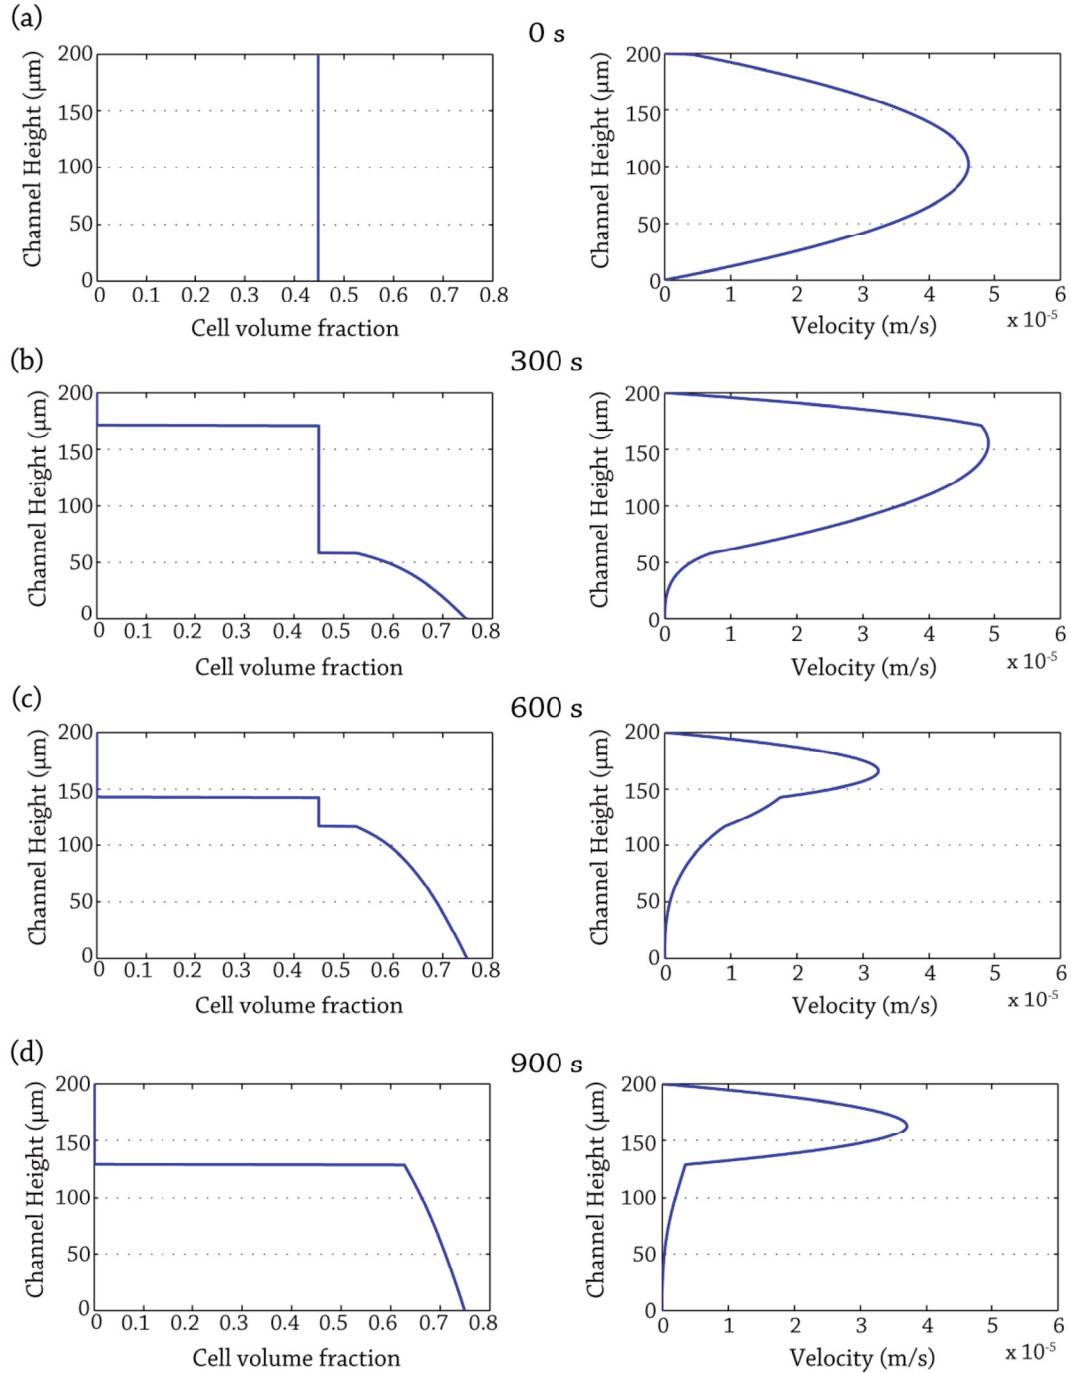 (a)
0 s
Channel Height (μm)
200
150
100
50
0
0 0.1 0.2 0.3 0.4 0.5 0.6 0.7 0.8
Cell volume fraction
Channel Height (μm)
200
150
100
50
0
0 1 2 3 4 5 6
x 10⁻⁵
Velocity (m/s)
(b)
300 s
Channel Height (μm)
200
150
100
50
0
0 0.1 0.2 0.3 0.4 0.5 0.6 0.7 0.8
Cell volume fraction
Channel Height (μm)
200
150
100
50
0
0 1 2 3 4 5 6
x 10⁻⁵
Velocity (m/s)
(c)
600 s
Channel Height (μm)
200
150
100
50
0
0 0.1 0.2 0.3 0.4 0.5 0.6 0.7 0.8
Cell volume fraction
Channel Height (μm)
200
150
100
50
0
0 1 2 3 4 5 6
x 10⁻⁵
Velocity (m/s)
(d)
900 s
Channel Height (μm)
200
150
100
50
0
0 0.1 0.2 0.3 0.4 0.5 0.6 0.7 0.8
Cell volume fraction
Channel Height (μm)
200
150
100
50
0
0 1 2 3 4 5 6
x 10⁻⁵
Velocity (m/s)